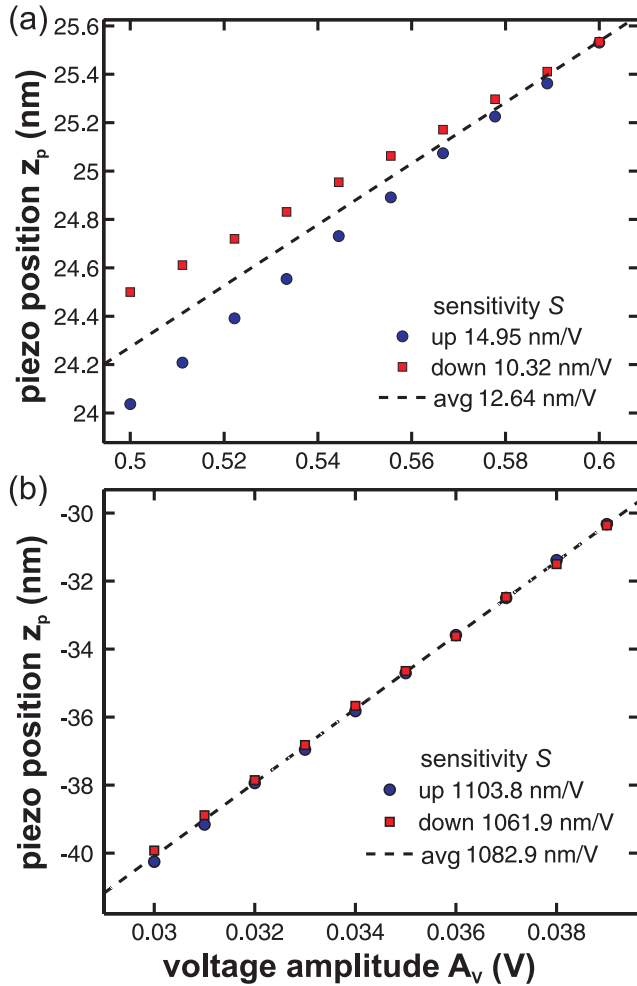 (a)
piezo position zp (nm)
25.6
25.4
25.2
25
24.8
24.6
24.4
24.2
24
sensitivity S
up 14.95 nm/V
down 10.32 nm/V
avg 12.64 nm/V
0.5
0.52
0.54
0.56
0.58
0.6
(b)
piezo position zp (nm)
-30
-32
-34
-36
-38
-40
sensitivity S
up 1103.8 nm/V
down 1061.9 nm/V
avg 1082.9 nm/V
0.03
0.032
0.034
0.036
0.038
voltage amplitude AV (V)